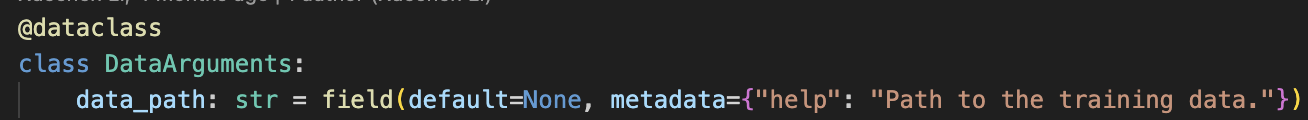 @dataclass
class DataArguments:
data_path: str = field(default=None, metadata={"help": "Path to the training data."})